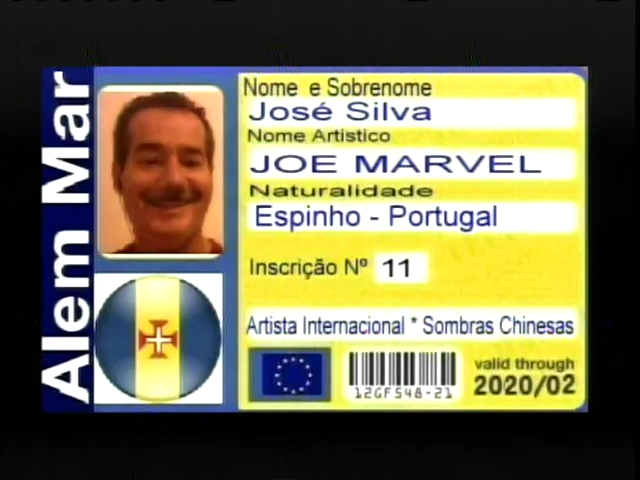 Alem Mar
Nome e Sobrenome
José Silva
Nome Artistico
JOE MARVEL
Naturalidade
Espinho - Portugal
Inscrição Nº 11
Artista Internacional * Sombras Chinesas
12GF548-21
valid through
2020/02